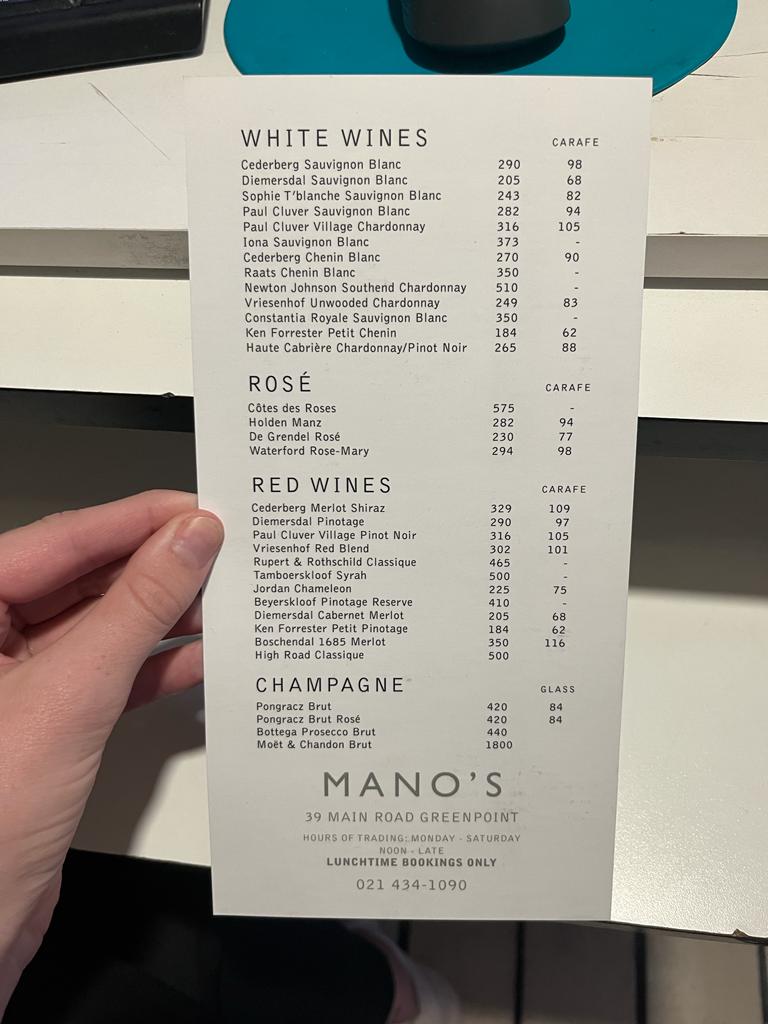 WHITE WINES CARAFE
Cederberg Sauvignon Blanc 290 98
Diemersdal Sauvignon Blanc 205 68
Sophie T'blanche Sauvignon Blanc 243 82
Paul Cluver Sauvignon Blanc 282 94
Paul Cluver Village Chardonnay 316 105
Iona Sauvignon Blanc 373 -
Cederberg Chenin Blanc 270 90
Raats Chenin Blanc 350 -
Newton Johnson Southend Chardonnay 510 -
Vriesenhof Unwooded Chardonnay 249 83
Constantia Royale Sauvignon Blanc 350 -
Ken Forrester Petit Chenin 184 62
Haute Cabrière Chardonnay/Pinot Noir 265 88
ROSÉ CARAFE
Côtes des Roses 575 -
Holden Manz 282 94
De Grendel Rosé 230 77
Waterford Rose-Mary 294 98
RED WINES CARAFE
Cederberg Merlot Shiraz 329 109
Diemersdal Pinotage 290 97
Paul Cluver Village Pinot Noir 316 105
Vriesenhof Red Blend 302 101
Rupert & Rothschild Classique 465 -
Tamboerskloof Syrah 500 -
Jordan Chameleon 225 75
Beyerskloof Pinotage Reserve 410 -
Diemersdal Cabernet Merlot 205 68
Ken Forrester Petit Pinotage 184 62
Boschendal 1685 Merlot 350 116
High Road Classique 500
CHAMPAGNE GLASS
Pongracz Brut 420 84
Pongracz Brut Rosé 420 84
Bottega Prosecco Brut 440
Moët & Chandon Brut 1800
MANO'S
39 MAIN ROAD GREENPOINT
HOURS OF TRADING: MONDAY - SATURDAY
NOON - LATE
LUNCHTIME BOOKINGS ONLY
021 434-1090